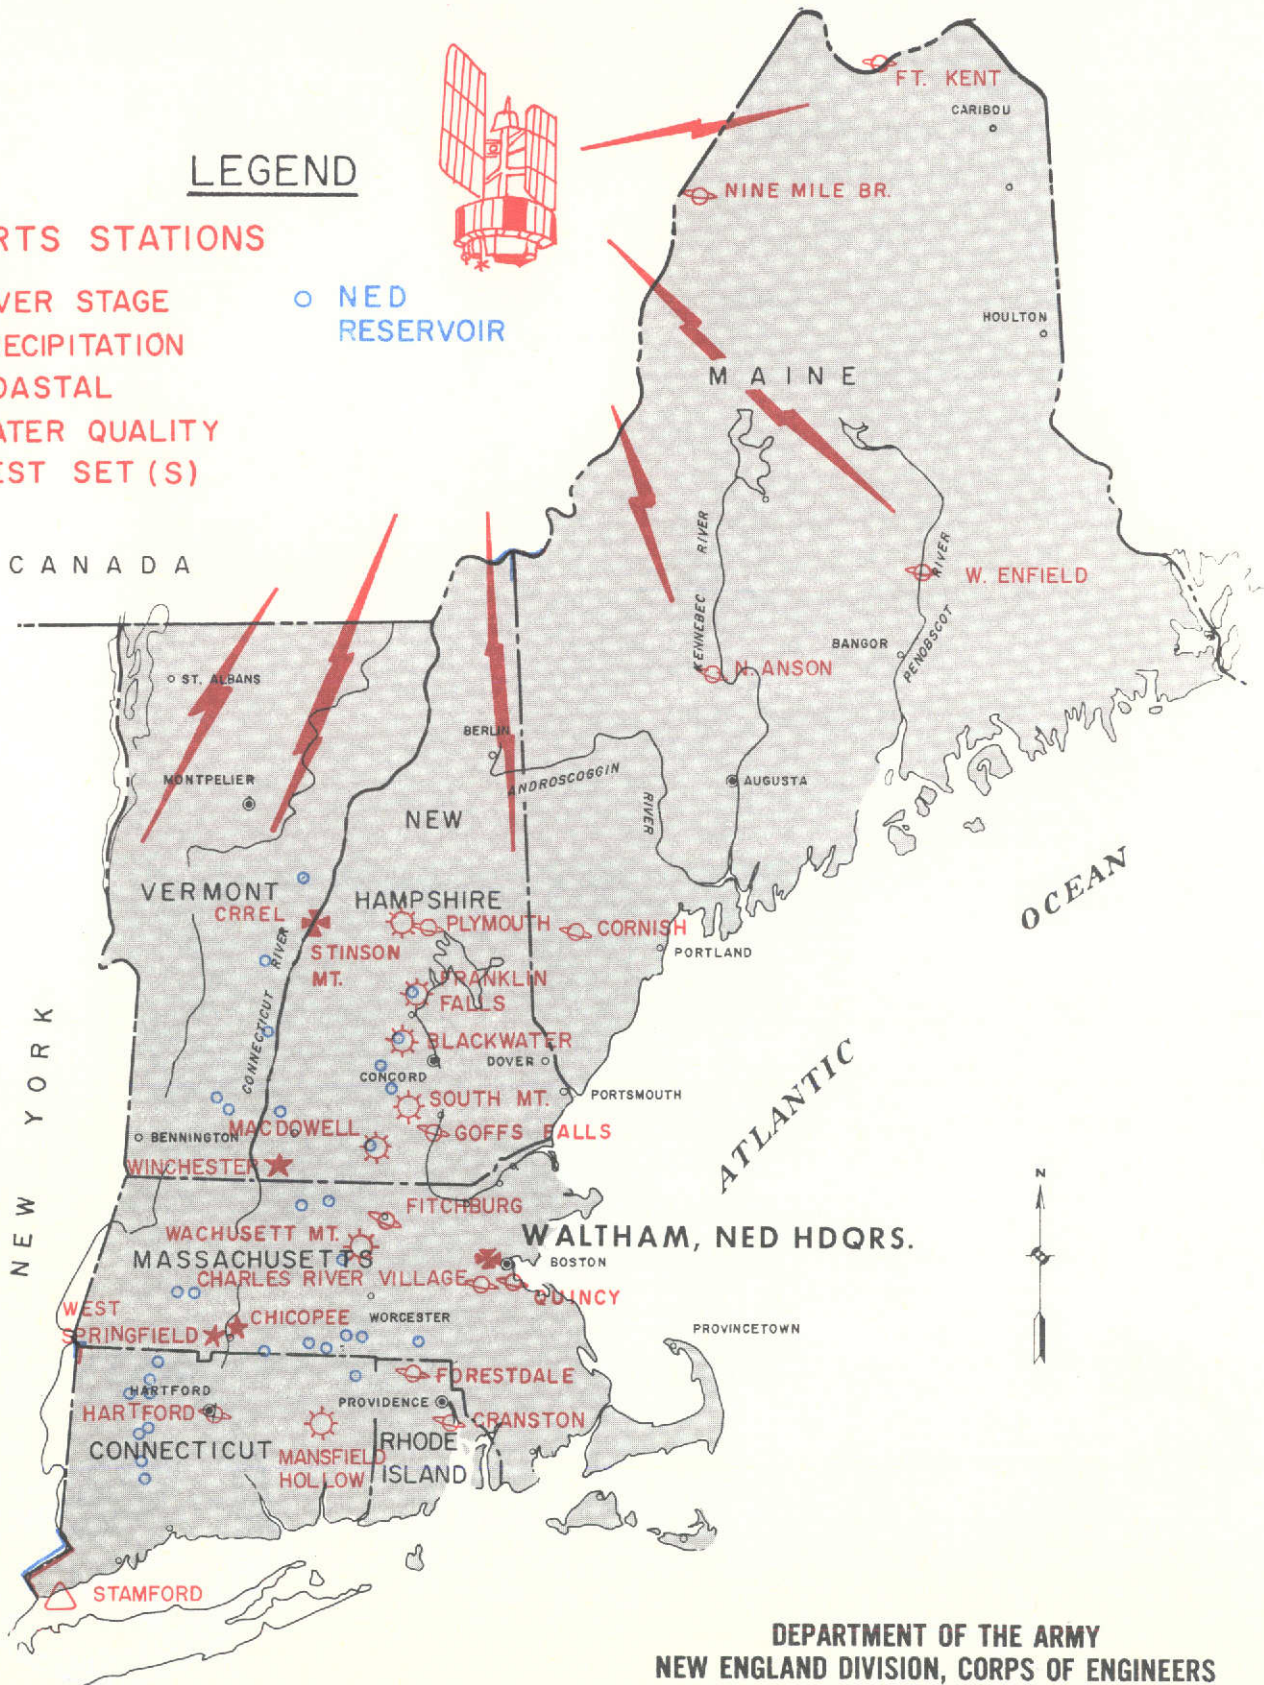 LEGEND
RTS STATIONS
VER STAGE
ECIPITATION
OASTAL
ATER QUALITY
EST SET (S)
NED
RESERVOIR
CANADA
FT. KENT
CARIBOU
NINE MILE BR.
HOULTON
MAINE
KENNEBEC RIVER
RIVER
PENOBSCOT
W. ENFIELD
BANGOR
N. ANSON
ST. ALBANS
BERLIN
MONTPELIER
ANDROSCOGGIN
RIVER
AUGUSTA
NEW
HAMPSHIRE
VERMONT
CRREL
PLYMOUTH
CORNISH
STINSON
MT.
PORTLAND
OCEAN
FRANKLIN
FALLS
CONNECTICUT RIVER
BLACKWATER
DOVER
CONCORD
NEW YORK
SOUTH MT.
PORTSMOUTH
ATLANTIC
MACDOWELL
GOFFS FALLS
BENNINGTON
WINCHESTER
N
FITCHBURG
WACHUSETT MT.
WALTHAM, NED HDQRS.
MASSACHUSETTS
BOSTON
CHARLES RIVER VILLAGE
QUINCY
WEST
SPRINGFIELD
CHICOPEE
WORCESTER
PROVINCETOWN
FORESTDALE
HARTFORD
HARTFORD
PROVIDENCE
CRANSTON
CONNECTICUT
MANSFIELD
HOLLOW
RHODE
ISLAND
STAMFORD
DEPARTMENT OF THE ARMY
NEW ENGLAND DIVISION, CORPS OF ENGINEERS